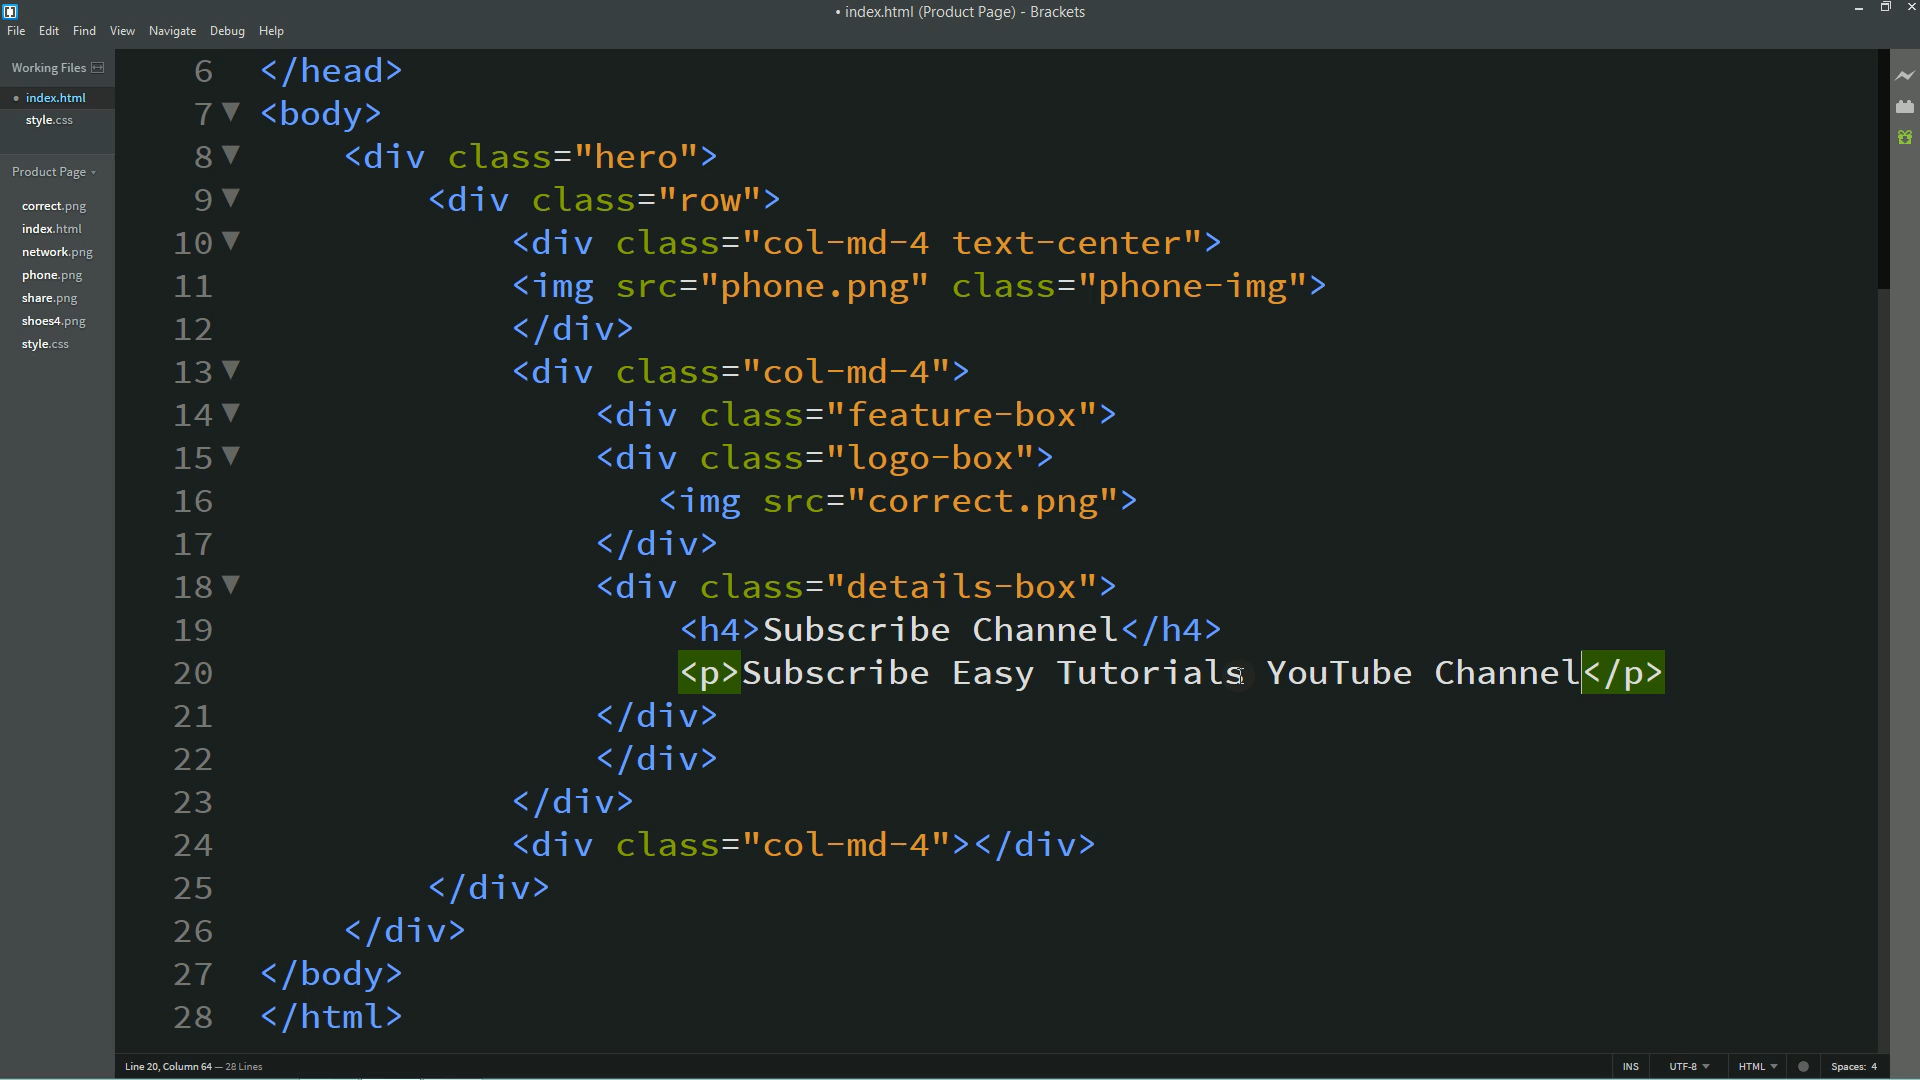 • index.html (Product Page) - Brackets
File Edit Find View Navigate Debug Help
Working Files
• index.html
style.css
Product Page
correct.png
index.html
network.png
phone.png
share.png
shoes4.png
style.css
6 </head>
7 <body>
8 <div class="hero">
9 <div class="row">
10 <div class="col-md-4 text-center">
11 <img src="phone.png" class="phone-img">
12 </div>
13 <div class="col-md-4">
14 <div class="feature-box">
15 <div class="logo-box">
16 <img src="correct.png">
17 </div>
18 <div class="details-box">
19 <h4>Subscribe Channel</h4>
20 <p>Subscribe Easy Tutorials YouTube Channel</p>
21 </div>
22 </div>
23 </div>
24 <div class="col-md-4"></div>
25 </div>
26 </div>
27 </body>
28 </html>
Line 20, Column 64 — 28 Lines
INS UTF-8 HTML Spaces: 4